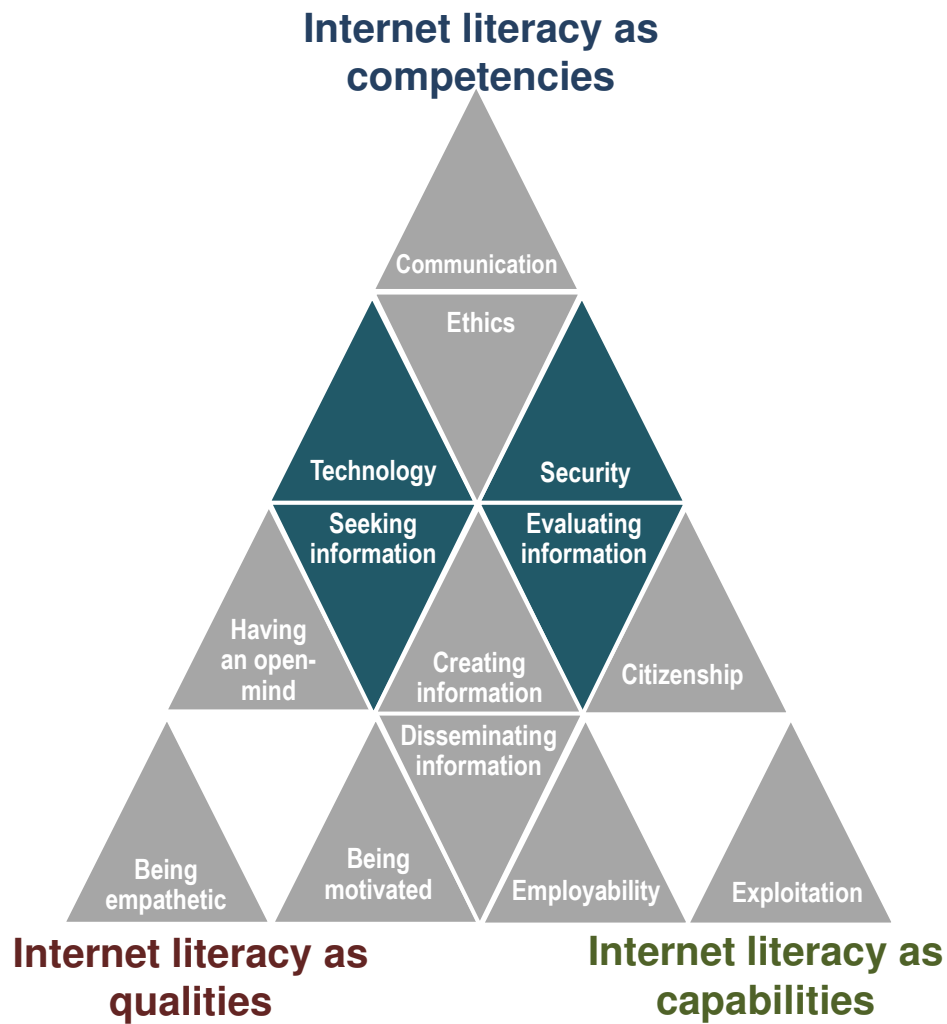 Internet literacy as
competencies
Communication
Ethics
Technology
Security
Seeking
information
Evaluating
information
Having
an open-
mind
Creating
information
Citizenship
Disseminating
information
Being
empathetic
Being
motivated
Employability
Exploitation
Internet literacy as
qualities
Internet literacy as
capabilities